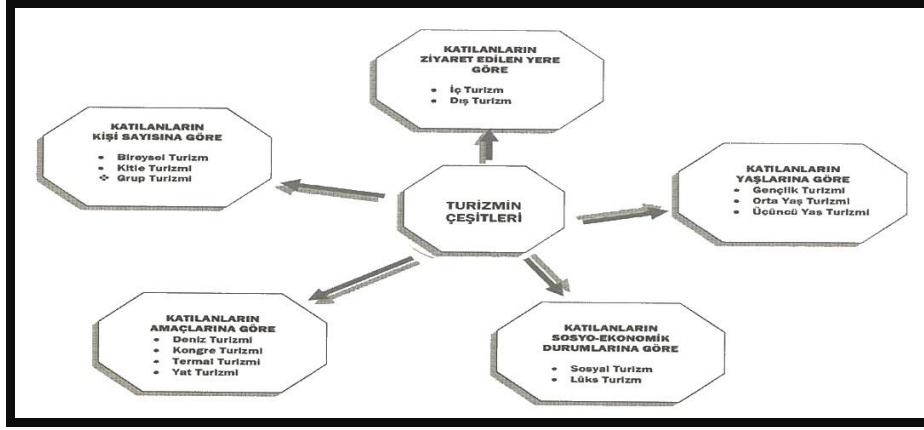 KATILANLARIN
ZİYARET EDİLEN YERE
GÖRE
• İç Turizm
• Dış Turizm
KATILANLARIN
KİŞİ SAYISINA GÖRE
• Bireysel Turizm
• Kitle Turizmi
❖ Grup Turizmi
KATILANLARIN
YAŞLARINA GÖRE
• Gençlik Turizmi
• Orta Yaş Turizmi
• Üçüncü Yas Turizmi
TURİZMİN
ÇEŞİTLERİ
KATILANLARIN
AMAÇLARINA GÖRE
• Deniz Turizmi
• Kongre Turizmi
• Termal Turizmi
• Yat Turizmi
KATILANLARIN
SOSYO-EKONOMİK
DURUMLARINA GÖRE
• Sosyal Turizm
• Lüks Turizm